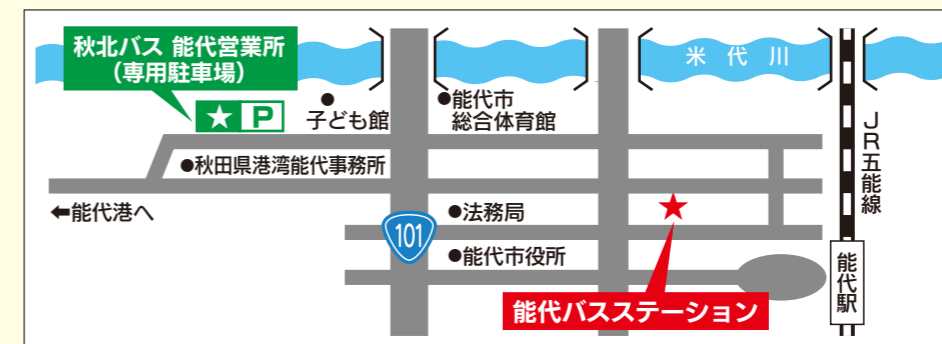 秋北バス 能代営業所
（専用駐車場）
米代川
★ P
●
子ども館
●能代市
総合体育館
JR五能線
●秋田県港湾能代事務所
←能代港へ
●法務局
★
101
●能代市役所
能代駅
能代バスステーション